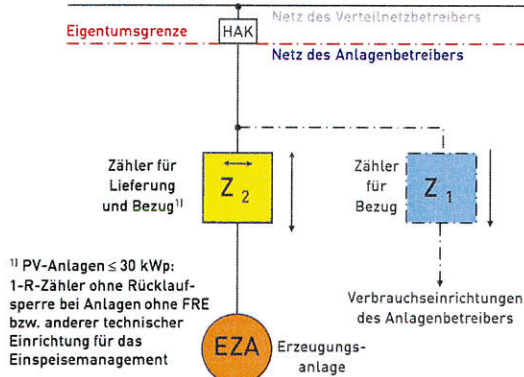 Netz des Verteilnetzbetreibers
Eigentumsgrenze
HAK
Netz des Anlagenbetreibers
Zähler für
Lieferung
und Bezug¹⁾
Z 2
Zähler
für
Bezug
Z 1
¹⁾ PV-Anlagen ≤ 30 kWp:
1-R-Zähler ohne Rücklauf-
sperre bei Anlagen ohne FRE
bzw. anderer technischer
Einrichtung für das
Einspeisemanagement
Verbrauchseinrichtungen
des Anlagenbetreibers
EZA
Erzeugungs-
anlage